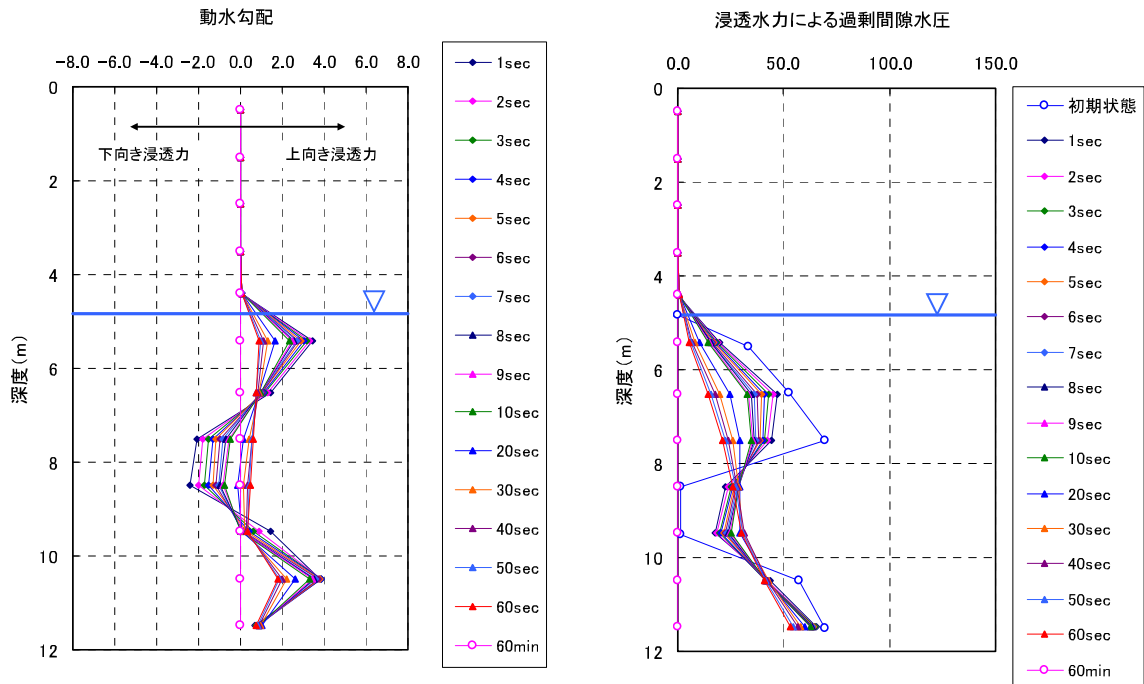 動水勾配
-8.0 -6.0 -4.0 -2.0 0.0 2.0 4.0 6.0 8.0
0
2
4
6
8
10
12
深度(m)
下向き浸透力
上向き浸透力
1sec
2sec
3sec
4sec
5sec
6sec
7sec
8sec
9sec
10sec
20sec
30sec
40sec
50sec
60sec
60min
浸透水力による過剰間隙水圧
0.0 50.0 100.0 150.0
0
2
4
6
8
10
12
深度(m)
初期状態
1sec
2sec
3sec
4sec
5sec
6sec
7sec
8sec
9sec
10sec
20sec
30sec
40sec
50sec
60sec
60min